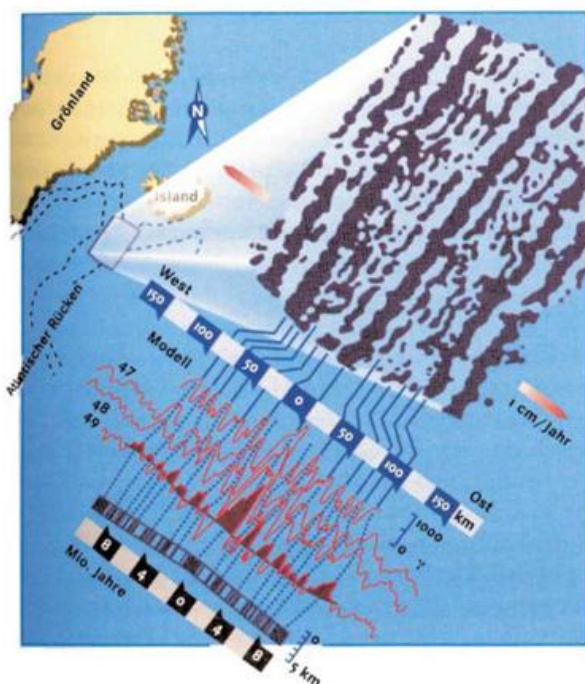 Grönland
N
Island
Atlantischer Rücken
West
150 100 50 0 50 100 150 km
Modell
Ost
1 cm/Jahr
47
48
49
1000
0 γ
8 4 0 4 8
Mio. Jahre
0
5 km